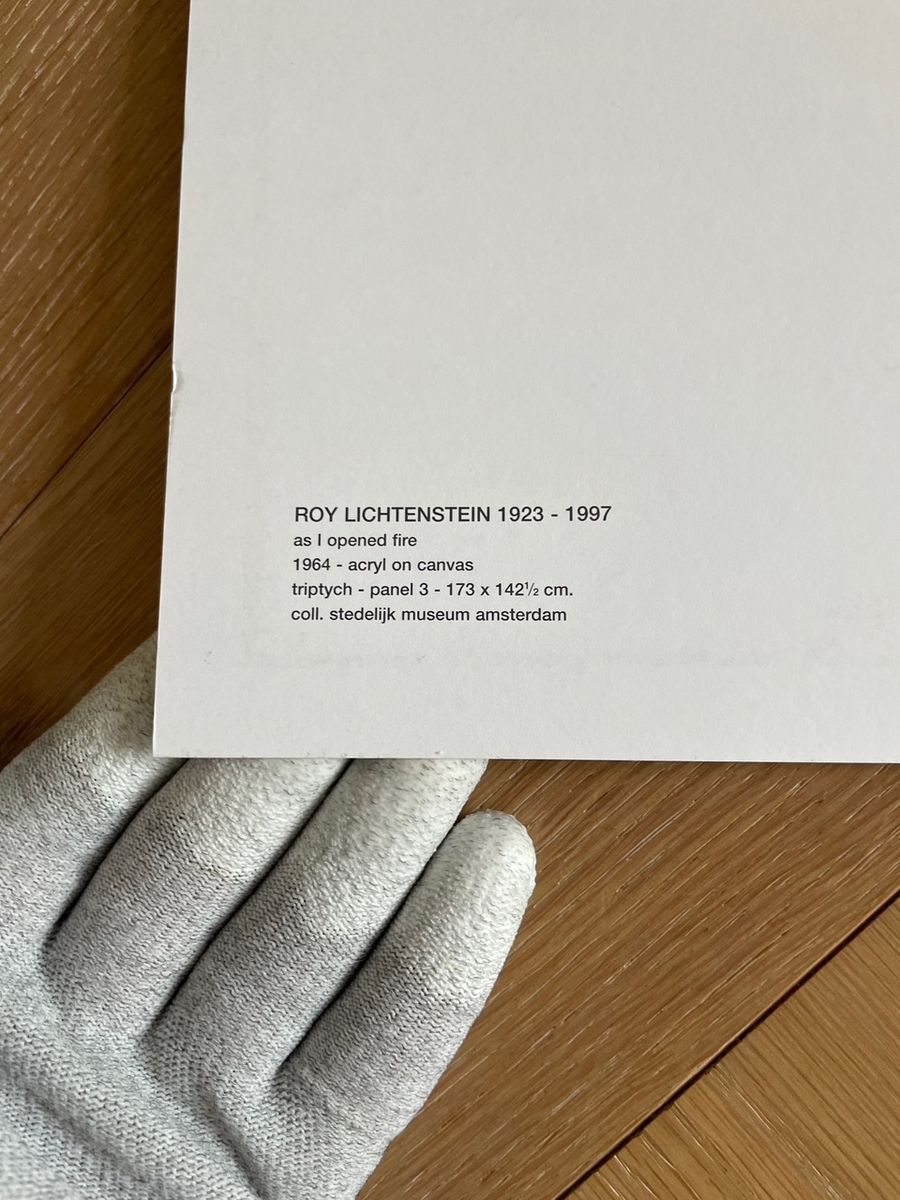 ROY LICHTENSTEIN 1923 - 1997
as I opened fire
1964 - acryl on canvas
triptych - panel 3 - 173 x 142½ cm.
coll. stedelijk museum amsterdam